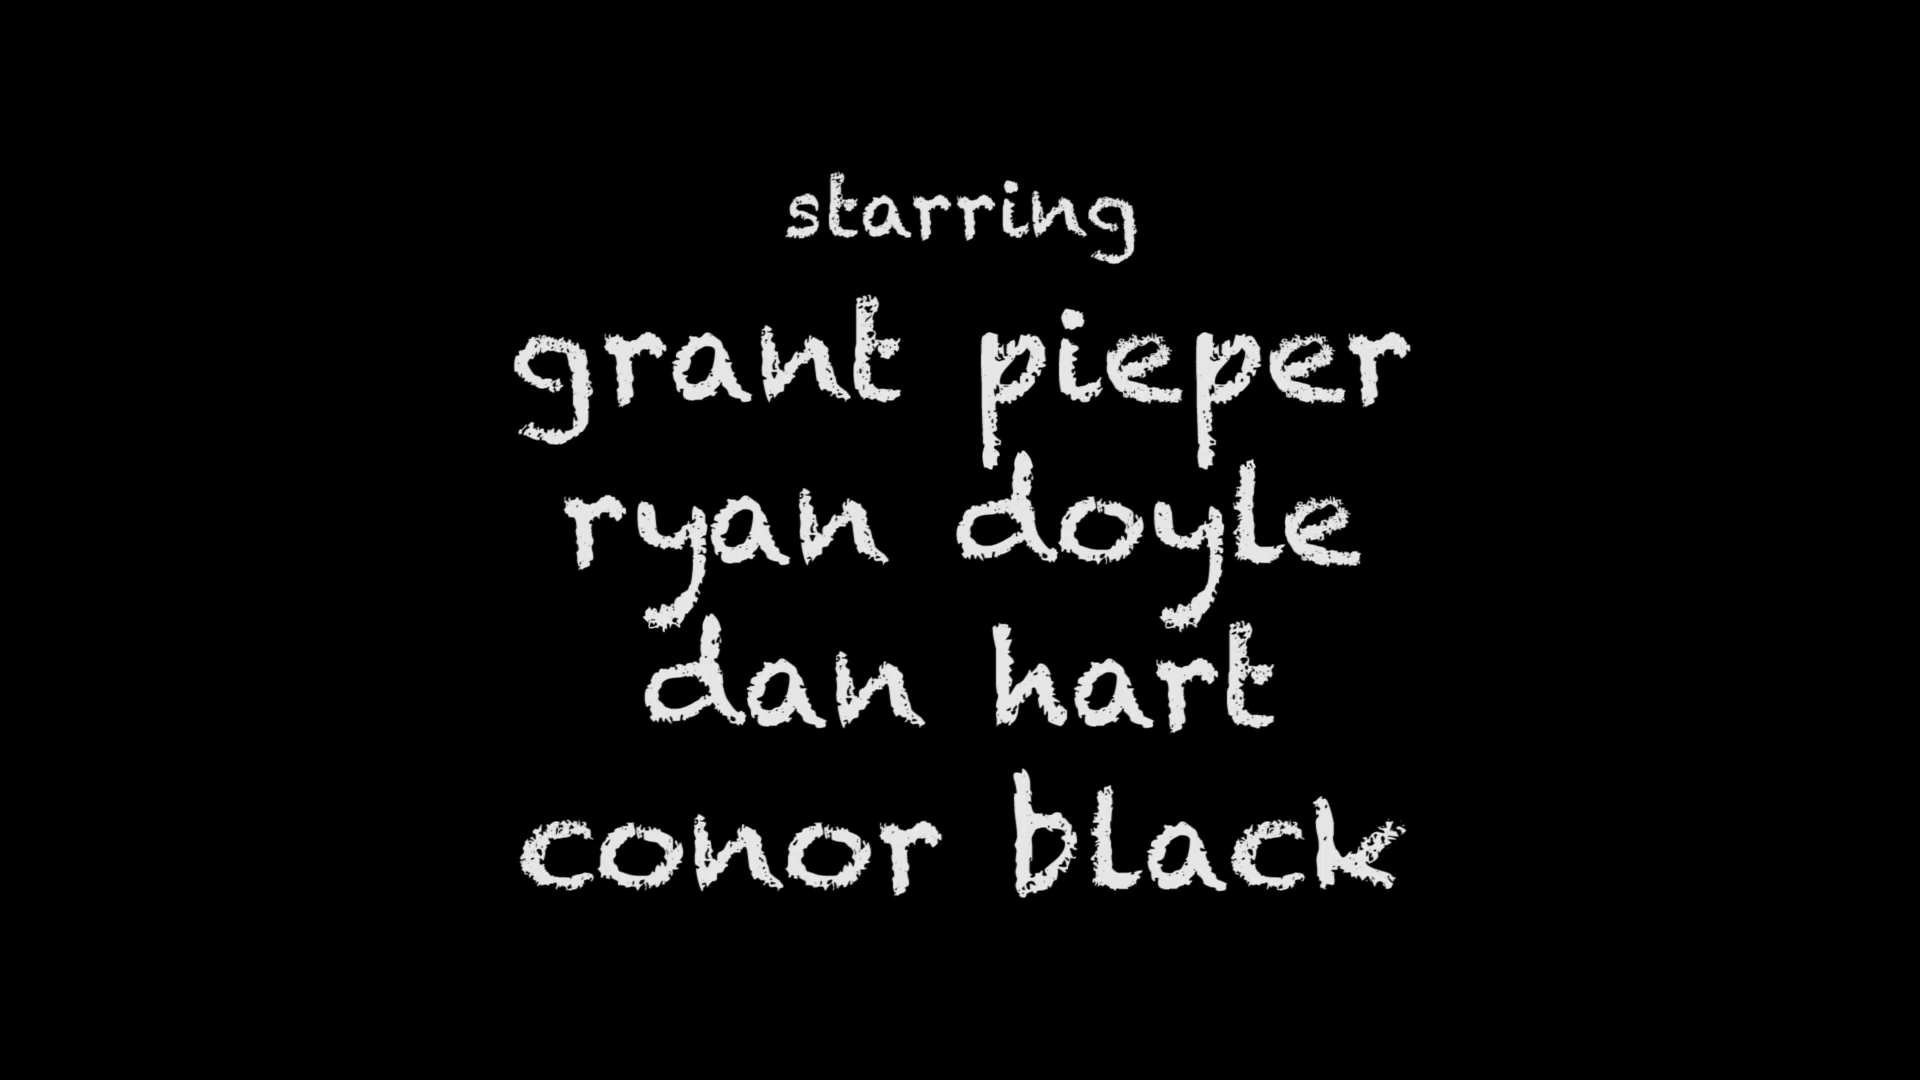 starring
grant pieper
ryan doyle
dan hart
conor black